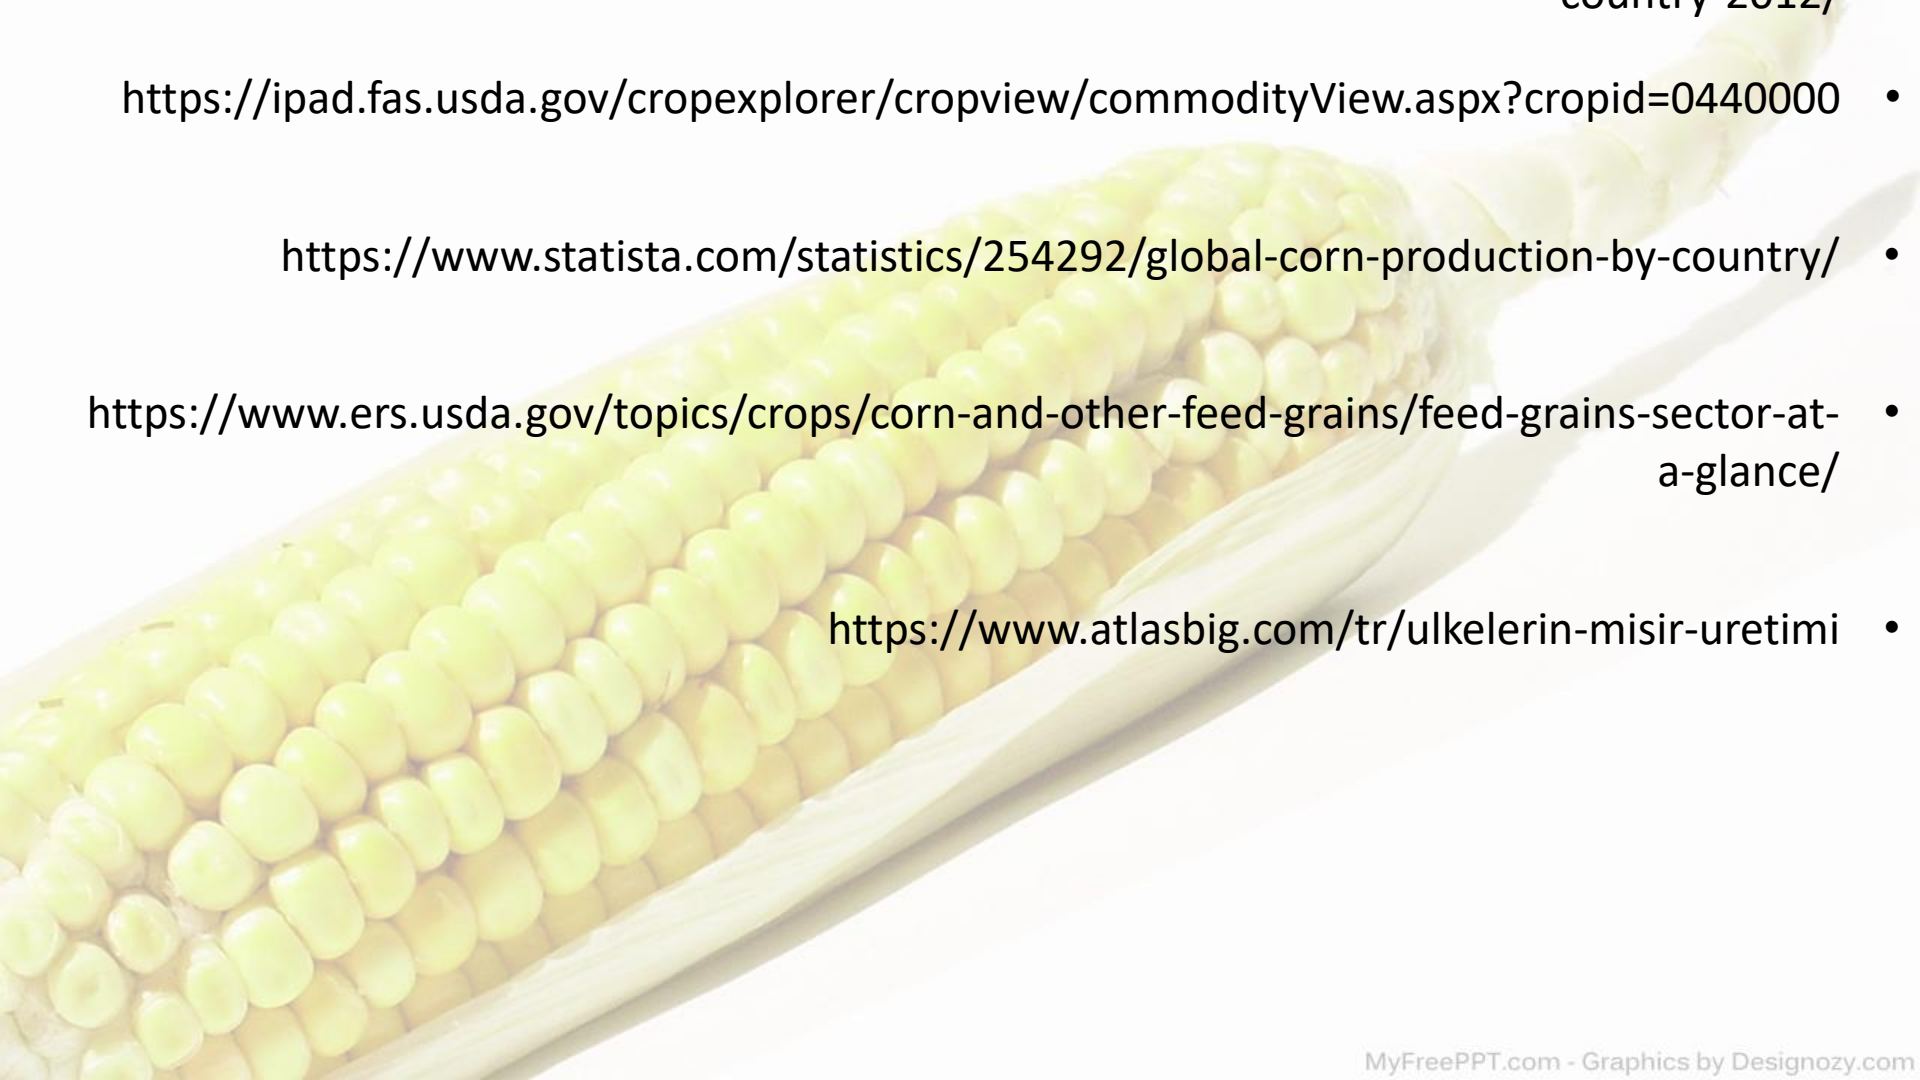 country-2012/
https://ipad.fas.usda.gov/cropexplorer/cropview/commodityView.aspx?cropid=0440000 •
https://www.statista.com/statistics/254292/global-corn-production-by-country/ •
https://www.ers.usda.gov/topics/crops/corn-and-other-feed-grains/feed-grains-sector-at- •
a-glance/
https://www.atlasbig.com/tr/ulkelerin-misir-uretimi •
MyFreePPT.com - Graphics by Designozy.com